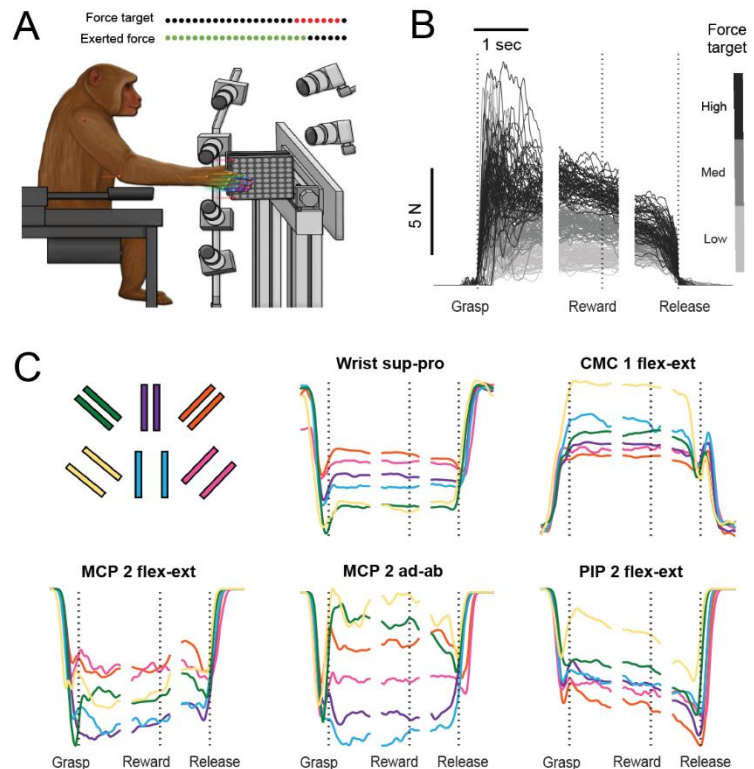 A
Force target
Exerted force
B
1 sec
Force
target
High
Med
Low
5 N
Grasp
Reward
Release
C
Wrist sup-pro
CMC 1 flex-ext
MCP 2 flex-ext
MCP 2 ad-ab
PIP 2 flex-ext
Grasp
Reward
Release
Grasp
Reward
Release
Grasp
Reward
Release